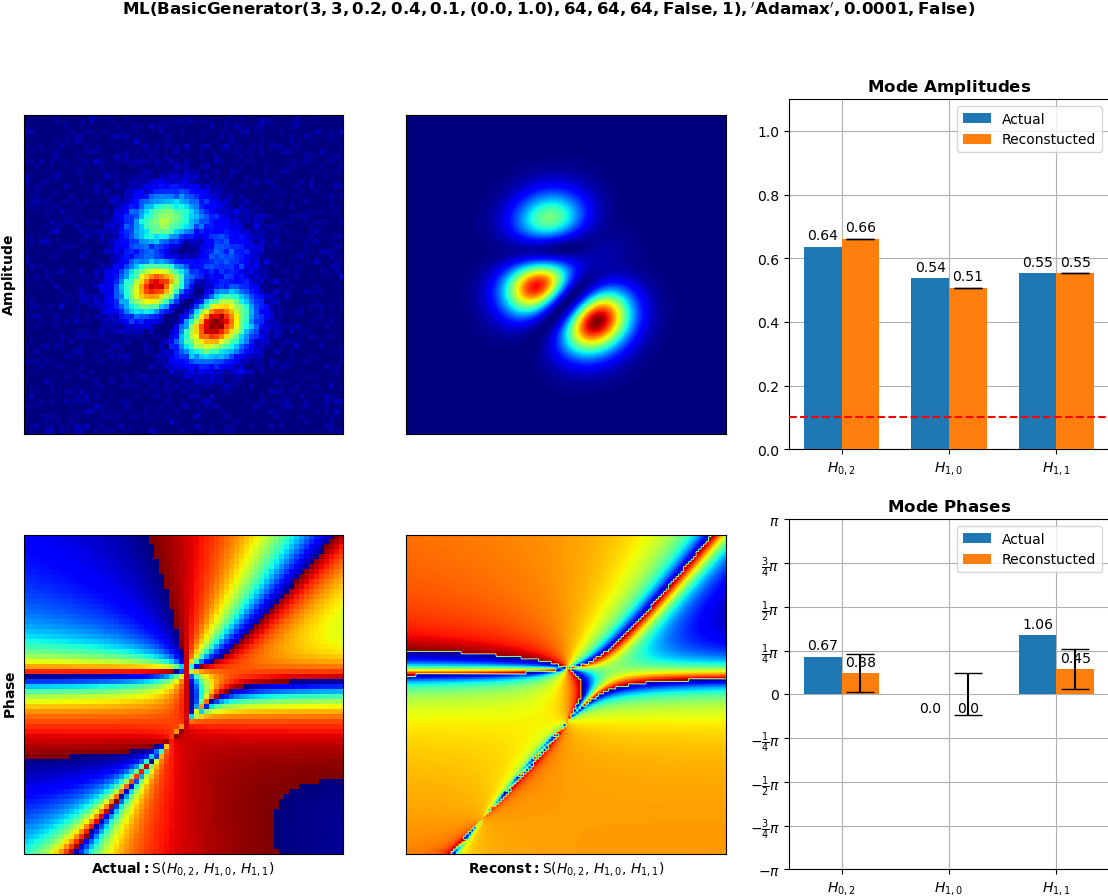 ML(BasicGenerator(3, 3, 0.2, 0.4, 0.1, (0.0, 1.0), 64, 64, 64, False, 1), ′Adamax′, 0.0001, False)
Amplitude
Mode Amplitudes
Actual
Reconstucted
1.0
0.8
0.6
0.4
0.2
0.0
0.64
0.66
0.54
0.51
0.55
0.55
H0, 2
H1, 0
H1, 1
Phase
Actual: S(H0, 2, H1, 0, H1, 1)
Reconst: S(H0, 2, H1, 0, H1, 1)
Mode Phases
Actual
Reconstucted
π
3/4π
1/2π
1/4π
0
−1/4π
−1/2π
−3/4π
−π
0.67
0.38
0.0
0.0
1.06
0.45
H0, 2
H1, 0
H1, 1